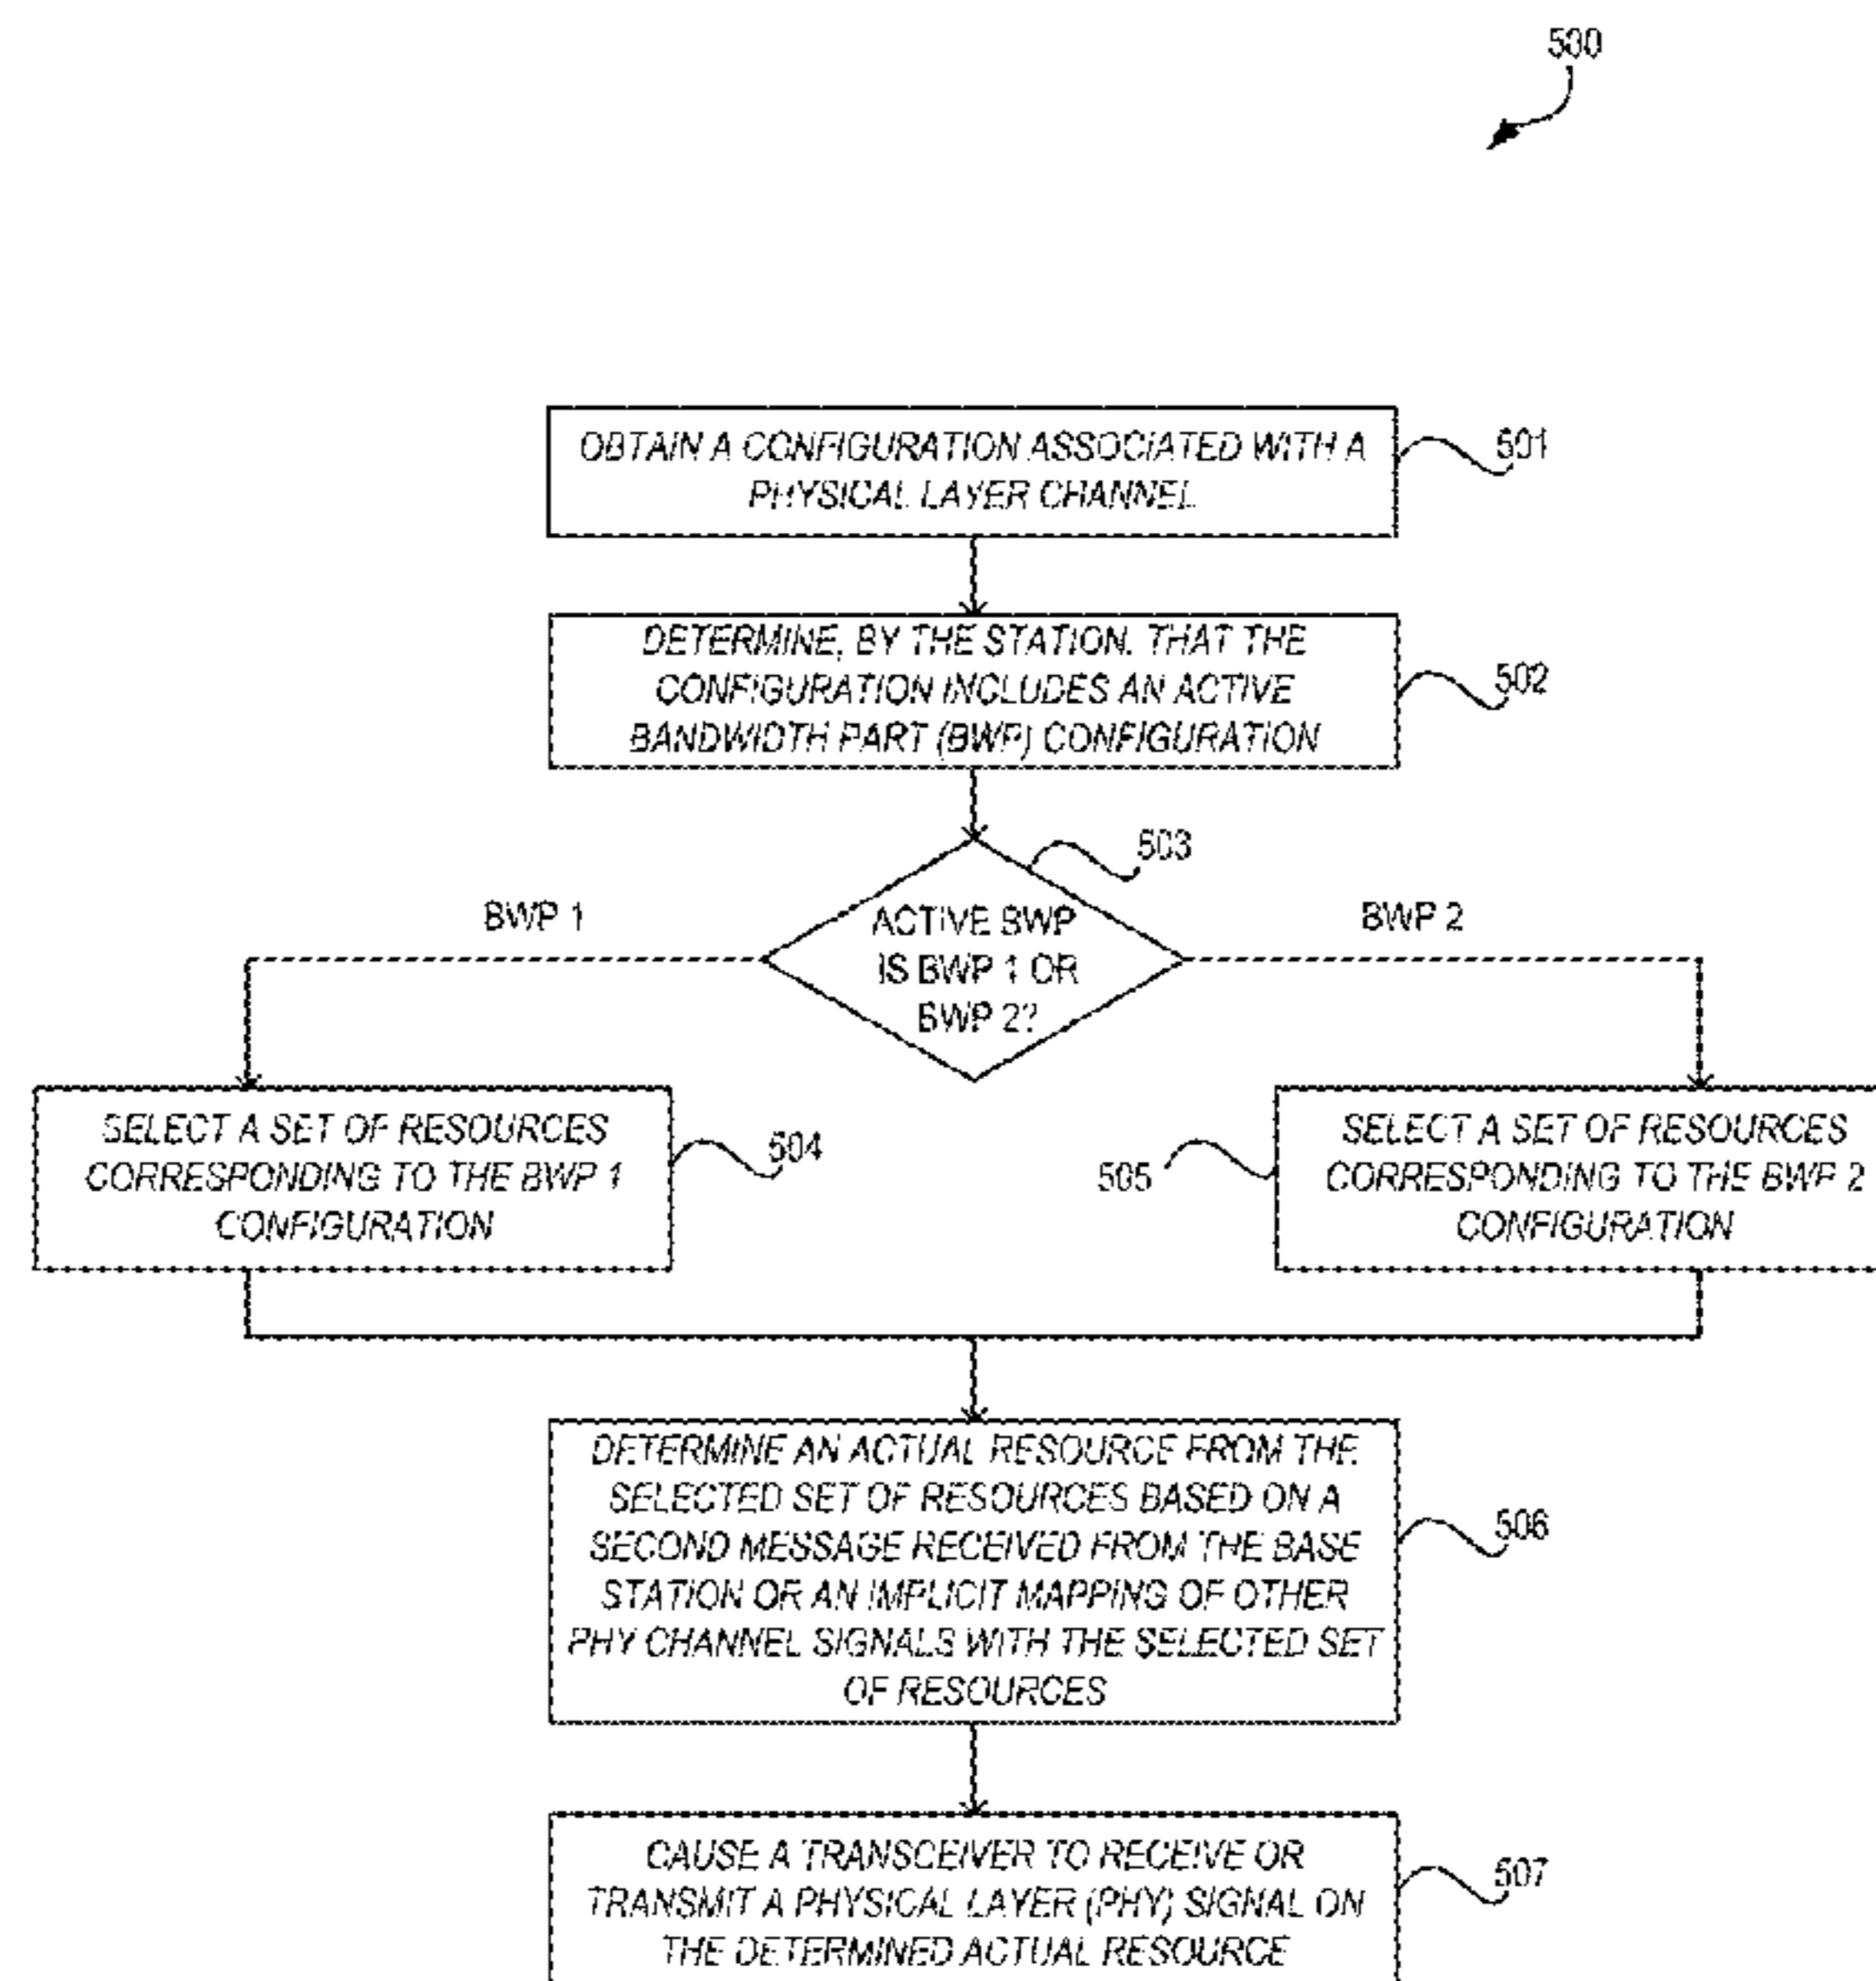 500
OBTAIN A CONFIGURATION ASSOCIATED WITH A
PHYSICAL LAYER CHANNEL
501
DETERMINE, BY THE STATION, THAT THE
CONFIGURATION INCLUDES AN ACTIVE
BANDWIDTH PART (BWP) CONFIGURATION
502
503
ACTIVE BWP
IS BWP 1 OR
BWP 2?
BWP 1
BWP 2
SELECT A SET OF RESOURCES
CORRESPONDING TO THE BWP 1
CONFIGURATION
504
505
SELECT A SET OF RESOURCES
CORRESPONDING TO THE BWP 2
CONFIGURATION
DETERMINE AN ACTUAL RESOURCE FROM THE
SELECTED SET OF RESOURCES BASED ON A
SECOND MESSAGE RECEIVED FROM THE BASE
STATION OR AN IMPLICIT MAPPING OF OTHER
PHY CHANNEL SIGNALS WITH THE SELECTED SET
OF RESOURCES
506
CAUSE A TRANSCEIVER TO RECEIVE OR
TRANSMIT A PHYSICAL LAYER (PHY) SIGNAL ON
THE DETERMINED ACTUAL RESOURCE
507